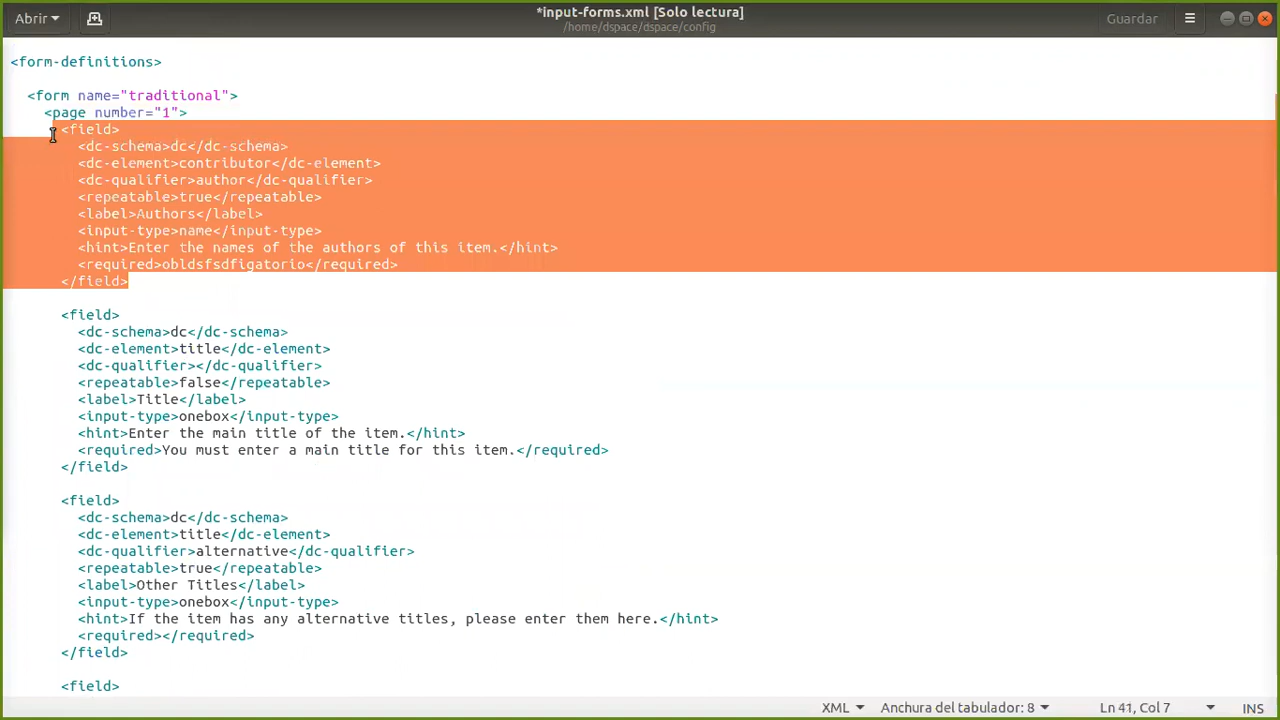 Abrir
*input-forms.xml [Solo lectura]
/home/dspace/dspace/config
Guardar
<form-definitions>
<form name="traditional">
<page number="1">
<field>
<dc-schema>dc</dc-schema>
<dc-element>contributor</dc-element>
<dc-qualifier>author</dc-qualifier>
<repeatable>true</repeatable>
<label>Authors</label>
<input-type>name</input-type>
<hint>Enter the names of the authors of this item.</hint>
<required>obldsfsdfigatorio</required>
</field>
<field>
<dc-schema>dc</dc-schema>
<dc-element>title</dc-element>
<dc-qualifier></dc-qualifier>
<repeatable>false</repeatable>
<label>Title</label>
<input-type>onebox</input-type>
<hint>Enter the main title of the item.</hint>
<required>You must enter a main title for this item.</required>
</field>
<field>
<dc-schema>dc</dc-schema>
<dc-element>title</dc-element>
<dc-qualifier>alternative</dc-qualifier>
<repeatable>true</repeatable>
<label>Other Titles</label>
<input-type>onebox</input-type>
<hint>If the item has any alternative titles, please enter them here.</hint>
<required></required>
</field>
<field>
XML Anchura del tabulador: 8 Ln 41, Col 7 INS